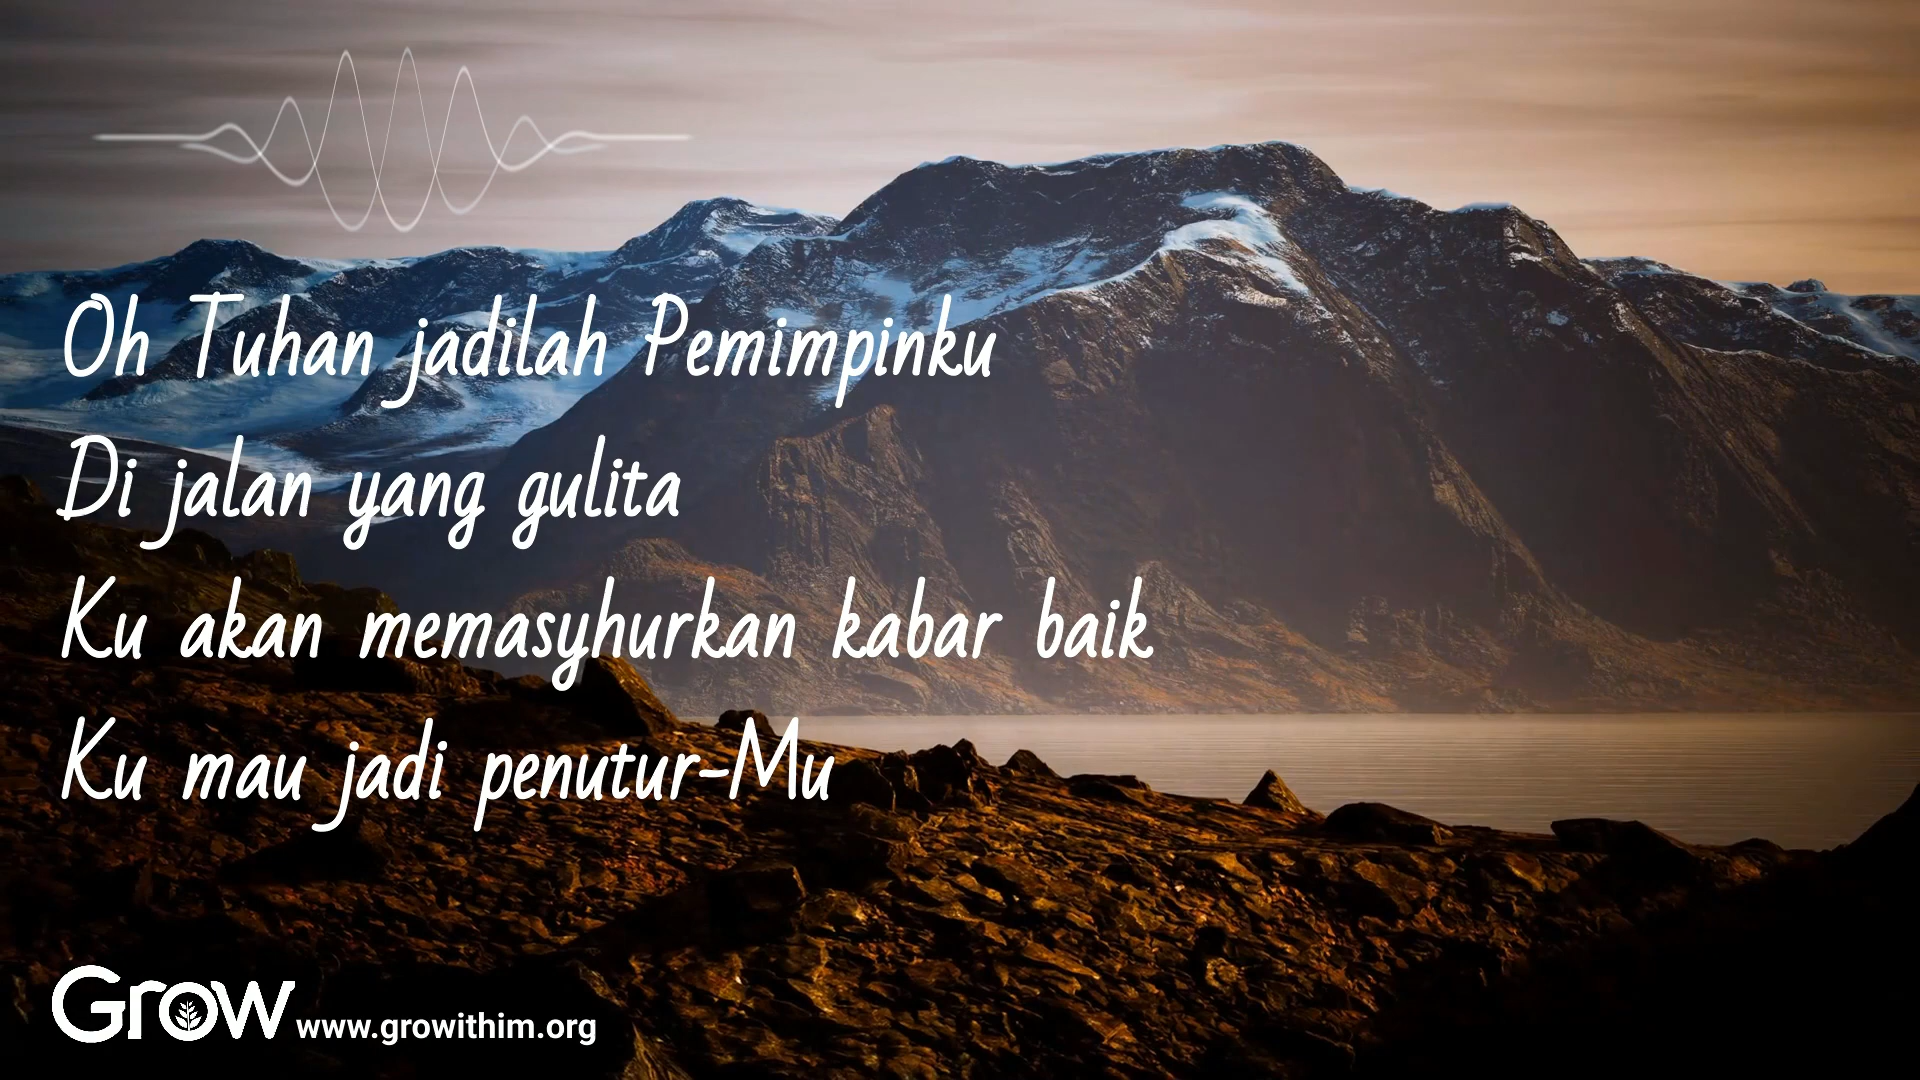 Oh Tuhan jadilah Pemimpinku
Di jalan yang gulita
Ku akan memasyhurkan kabar baik
Ku mau jadi penutur-Mu
Grow www.growithim.org